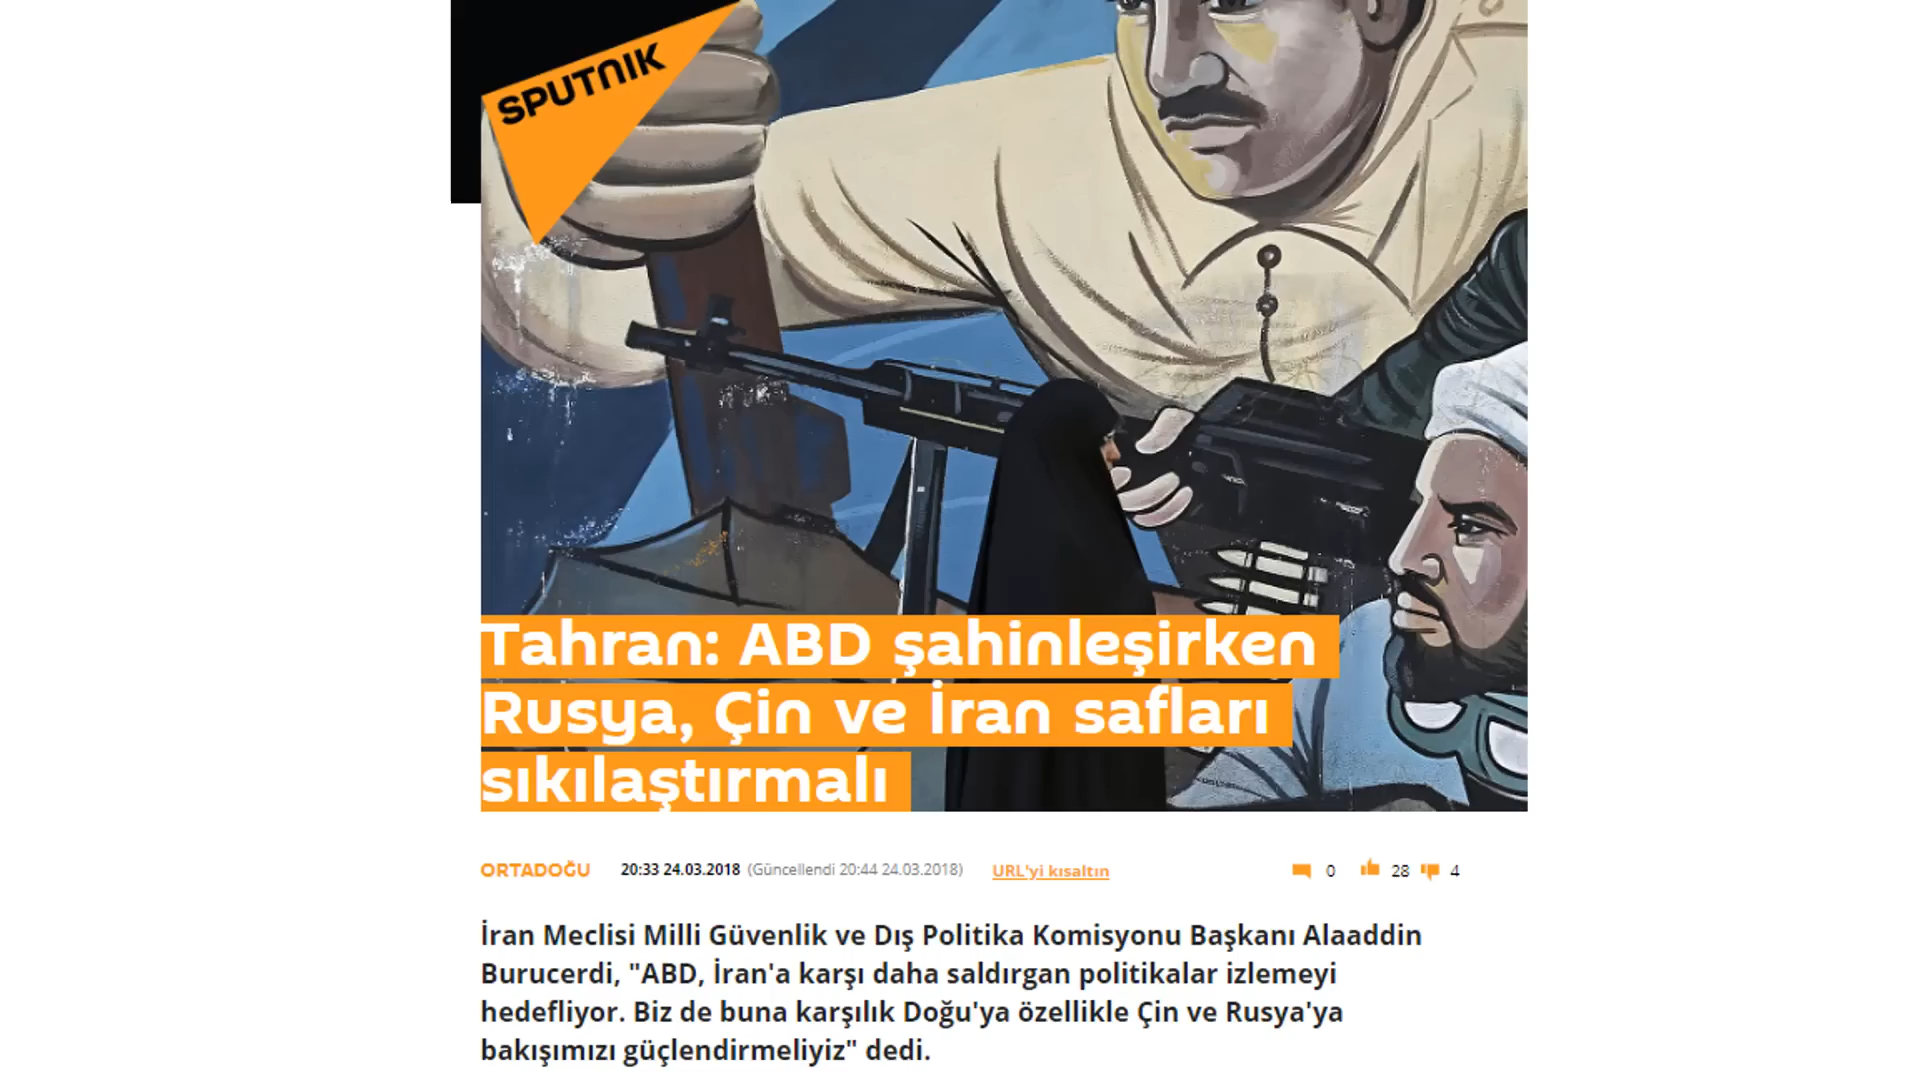 SPUTNIK
Tahran: ABD şahinleşirken
Rusya, Çin ve İran safları
sıkılaştırmalı
ORTADOĞU 20:33 24.03.2018 (Güncellendi 20:44 24.03.2018) URL'yi kısaltın 0 28 4
İran Meclisi Milli Güvenlik ve Dış Politika Komisyonu Başkanı Alaaddin
Burucerdi, "ABD, İran'a karşı daha saldırgan politikalar izlemeyi
hedefliyor. Biz de buna karşılık Doğu'ya özellikle Çin ve Rusya'ya
bakışımızı güçlendirmeliyiz" dedi.